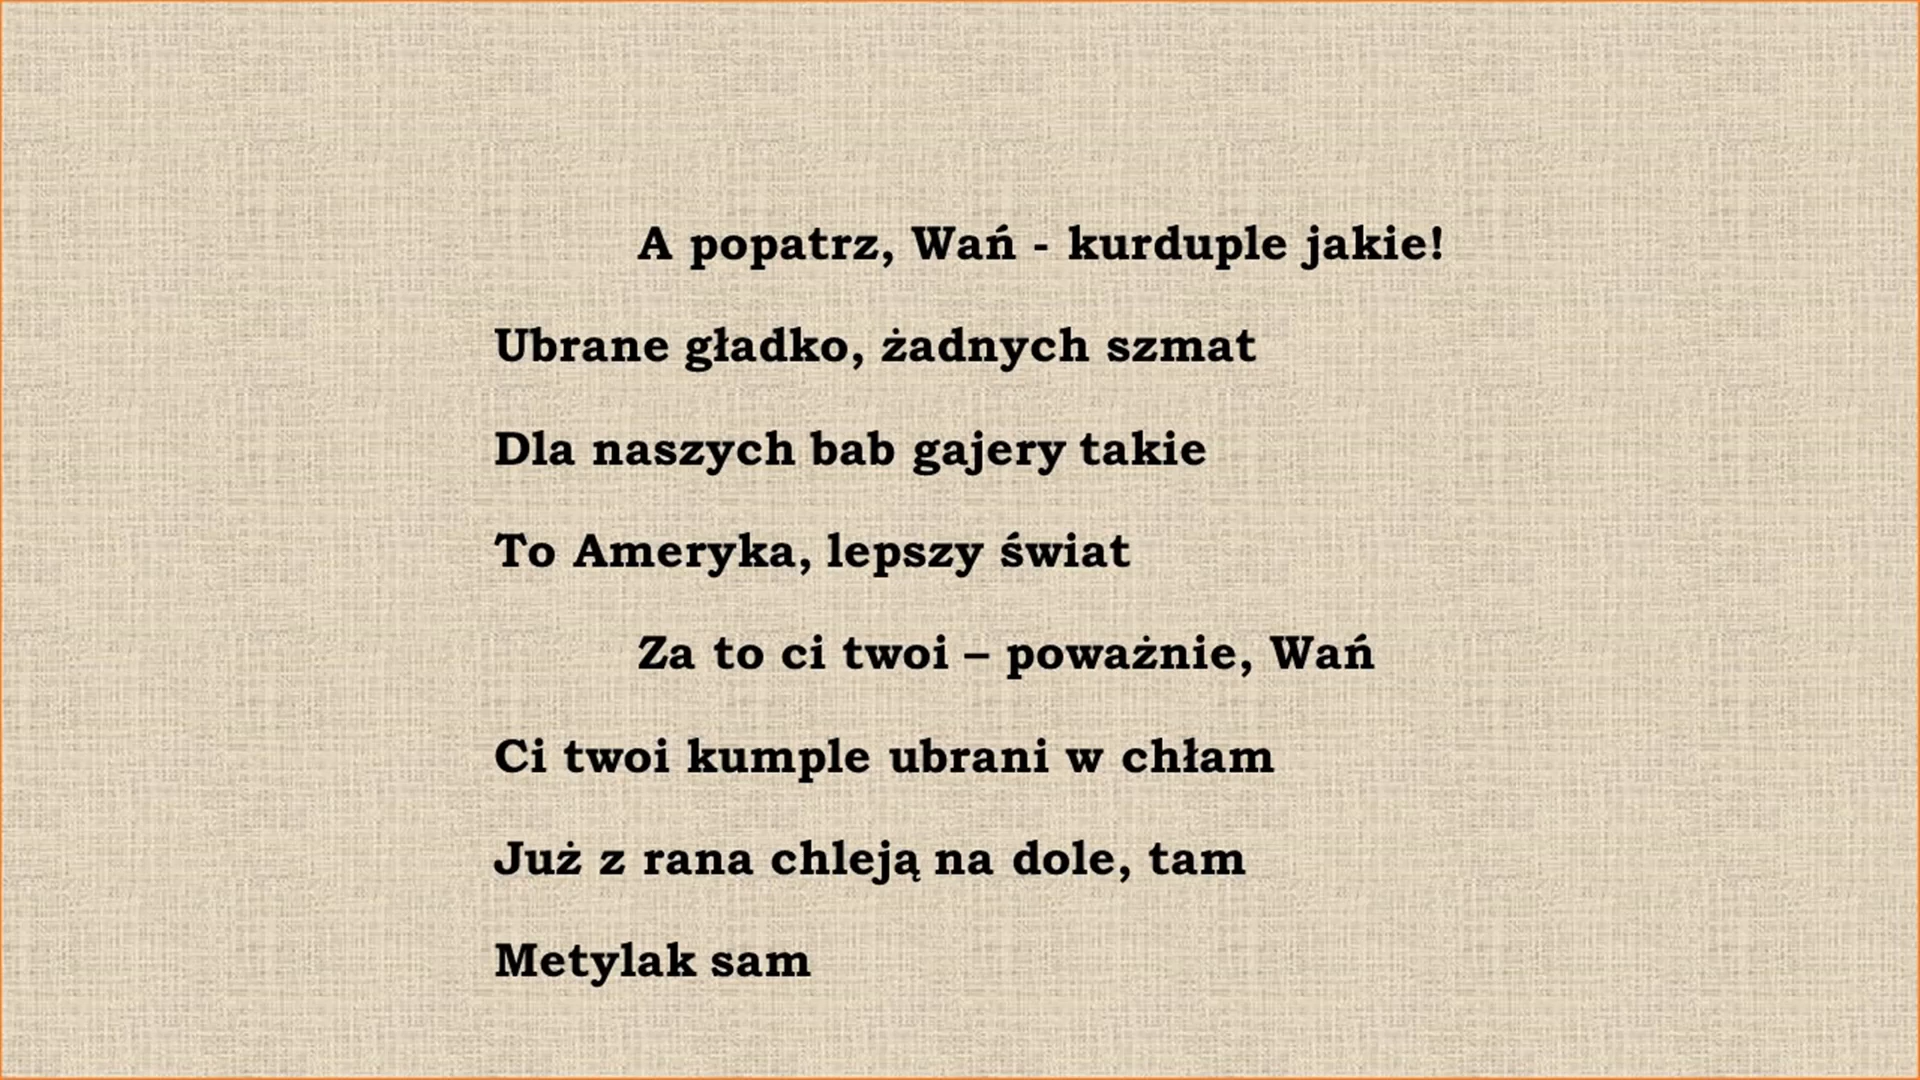 A popatrz, Wań - kurduple jakie!
Ubrane gładko, żadnych szmat
Dla naszych bab gajery takie
To Ameryka, lepszy świat
Za to ci twoi – poważnie, Wań
Ci twoi kumple ubrani w chłam
Już z rana chleją na dole, tam
Metylak sam